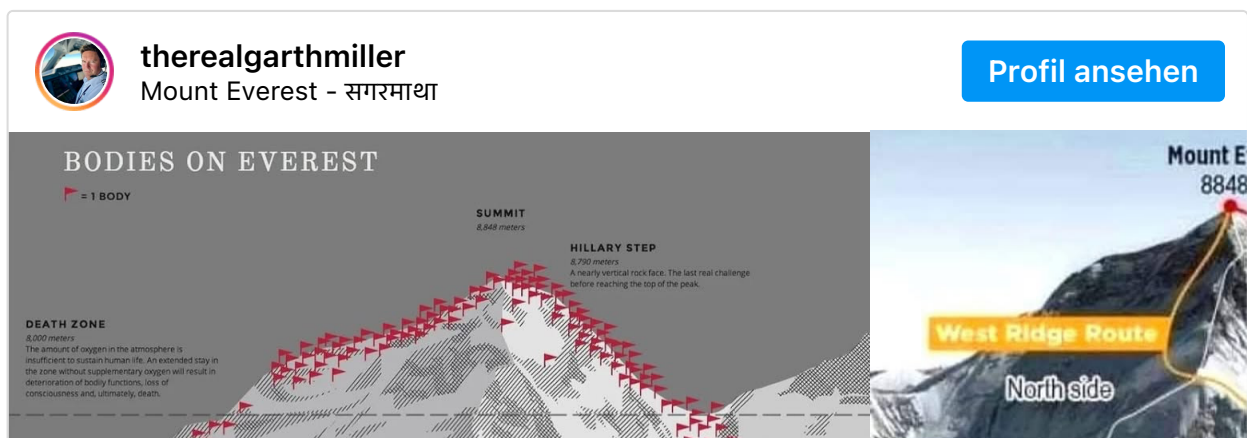 therealgarthmiller
Mount Everest - सगरमाथा
Profil ansehen
BODIES ON EVEREST
= 1 BODY
SUMMIT
8,848 meters
HILLARY STEP
8,790 meters
A nearly vertical rock face. The last real challenge
before reaching the top of the peak.
DEATH ZONE
8,000 meters
The amount of oxygen in the atmosphere is
insufficient to sustain human life. An extended stay in
the zone without supplementary oxygen will result in
deterioration of bodily functions, loss of
consciousness and, ultimately, death.
Mount E
8848
West Ridge Route
North side